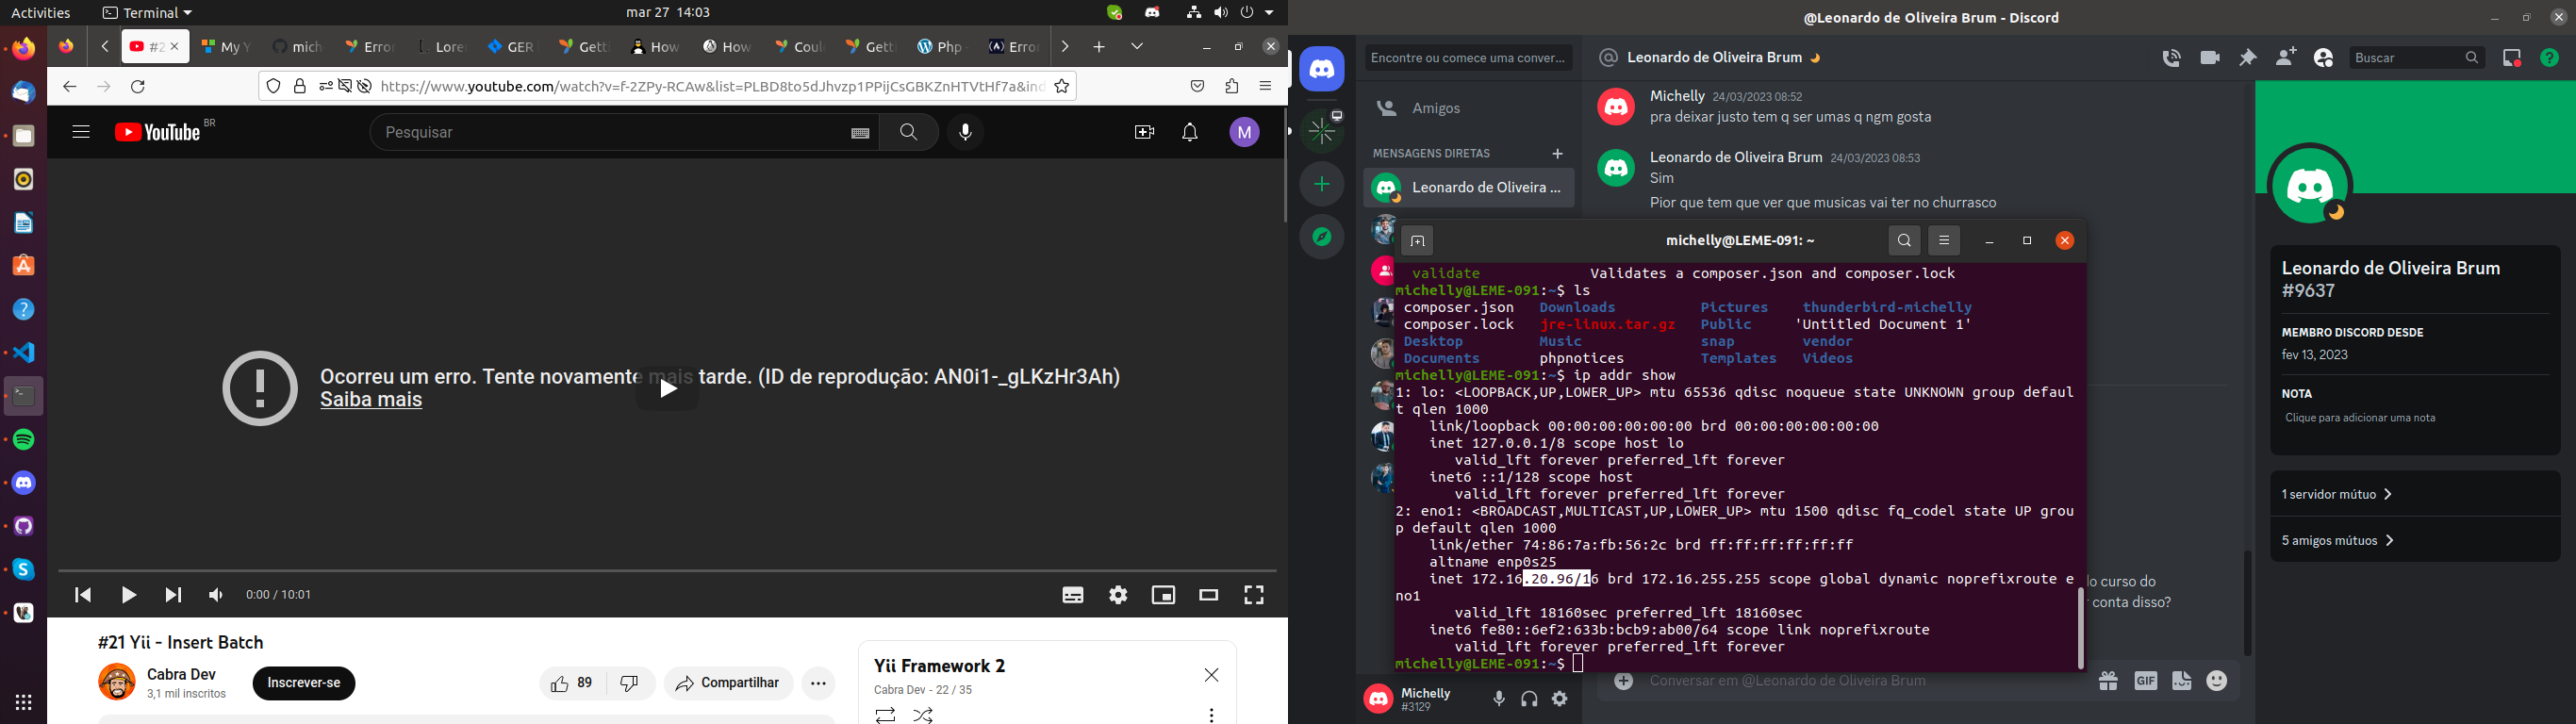 Activities
Terminal
mar 27 14:03
#2
My Y
mich
Error
Lore
GER
Getti
How
How
Coul
Getti
Php
Error
https://www.youtube.com/watch?v=f-2ZPy-RCAw&list=PLBD8to5dJhvzp1PPijCsGBKZnHTVtHf7a&ind
YouTube BR
Pesquisar
M
Ocorreu um erro. Tente novamente mais tarde. (ID de reprodução: AN0i1-_gLKzHr3Ah)
Saiba mais
0:00 / 10:01
#21 Yii - Insert Batch
Cabra Dev
3,1 mil inscritos
Inscrever-se
89
Compartilhar
Yii Framework 2
Cabra Dev - 22 / 35
@Leonardo de Oliveira Brum - Discord
Encontre ou comece uma conver...
Amigos
MENSAGENS DIRETAS
Leonardo de Oliveira ...
Leonardo de Oliveira Brum
Buscar
Michelly 24/03/2023 08:52
pra deixar justo tem q ser umas q ngm gosta
Leonardo de Oliveira Brum 24/03/2023 08:53
Sim
Pior que tem que ver que musicas vai ter no churrasco
michelly@LEME-091: ~
validate Validates a composer.json and composer.lock
michelly@LEME-091:~$ ls
composer.json Downloads Pictures thunderbird-michelly
composer.lock jre-linux.tar.gz Public 'Untitled Document 1'
Desktop Music snap vendor
Documents phpnotices Templates Videos
michelly@LEME-091:~$ ip addr show
1: lo: <LOOPBACK,UP,LOWER_UP> mtu 65536 qdisc noqueue state UNKNOWN group defaul
t qlen 1000
link/loopback 00:00:00:00:00:00 brd 00:00:00:00:00:00
inet 127.0.0.1/8 scope host lo
valid_lft forever preferred_lft forever
inet6 ::1/128 scope host
valid_lft forever preferred_lft forever
2: eno1: <BROADCAST,MULTICAST,UP,LOWER_UP> mtu 1500 qdisc fq_codel state UP grou
p default qlen 1000
link/ether 74:86:7a:fb:56:2c brd ff:ff:ff:ff:ff:ff
altname enp0s25
inet 172.16.20.96/16 brd 172.16.255.255 scope global dynamic noprefixroute e
no1
valid_lft 18160sec preferred_lft 18160sec
inet6 fe80::6ef2:633b:bcb9:ab00/64 scope link noprefixroute
valid_lft forever preferred_lft forever
michelly@LEME-091:~$
lo curso do
conta disso?
Conversar em @Leonardo de Oliveira Brum
GIF
Michelly
#3129
Leonardo de Oliveira Brum
#9637
MEMBRO DISCORD DESDE
fev 13, 2023
NOTA
Clique para adicionar uma nota
1 servidor mútuo
5 amigos mútuos